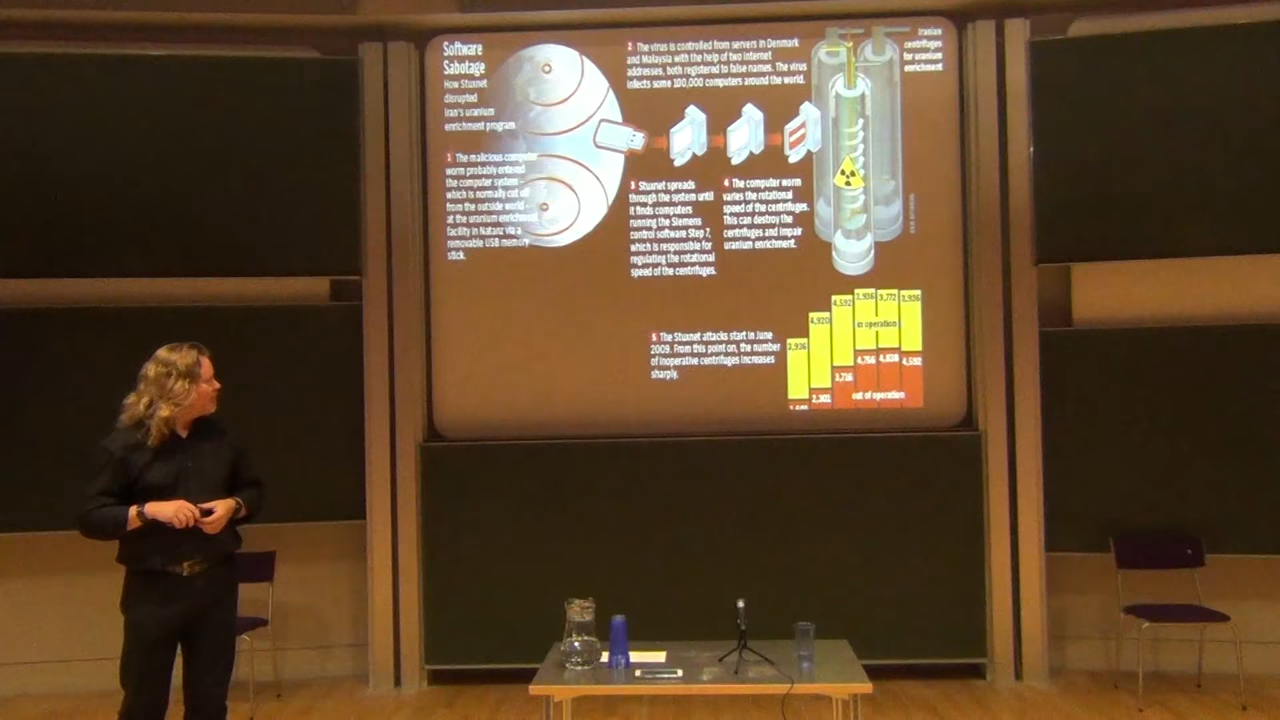 Software
Sabotage
How Stuxnet
disrupted
Iran's uranium
enrichment program
1 The malicious computer
worm probably entered
the computer system –
which is normally cut off
from the outside world –
at the uranium enrichment
facility in Natanz via a
removable USB memory
stick.
2 The virus is controlled from servers in Denmark
and Malaysia with the help of two internet
addresses, both registered to false names. The virus
infects some 100,000 computers around the world.
3 Stuxnet spreads
through the system until
it finds computers
running the Siemens
control software Step 7,
which is responsible for
regulating the rotational
speed of the centrifuges.
4 The computer worm
varies the rotational
speed of the centrifuges.
This can destroy the
centrifuges and impair
uranium enrichment.
Iranian
centrifuges
for uranium
enrichment
5 The Stuxnet attacks start in June
2009. From this point on, the number
of inoperative centrifuges increases
sharply.
3,936
4,920
4,592
3,936
3,772
3,936
in operation
2,301
3,716
4,756
4,838
4,592
out of operation